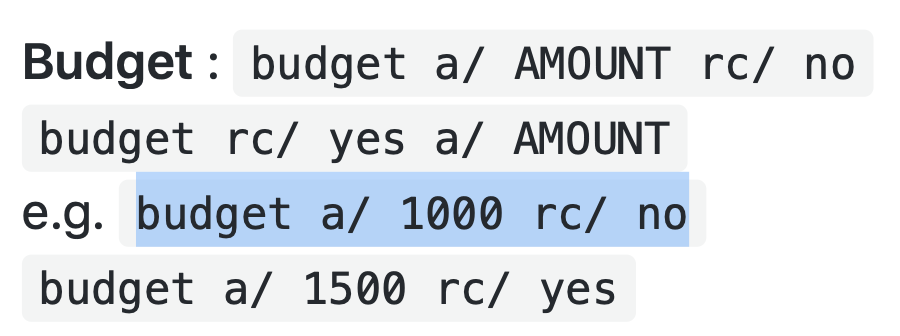 Budget : budget a/ AMOUNT rc/ no
budget rc/ yes a/ AMOUNT
e.g. budget a/ 1000 rc/ no
budget a/ 1500 rc/ yes